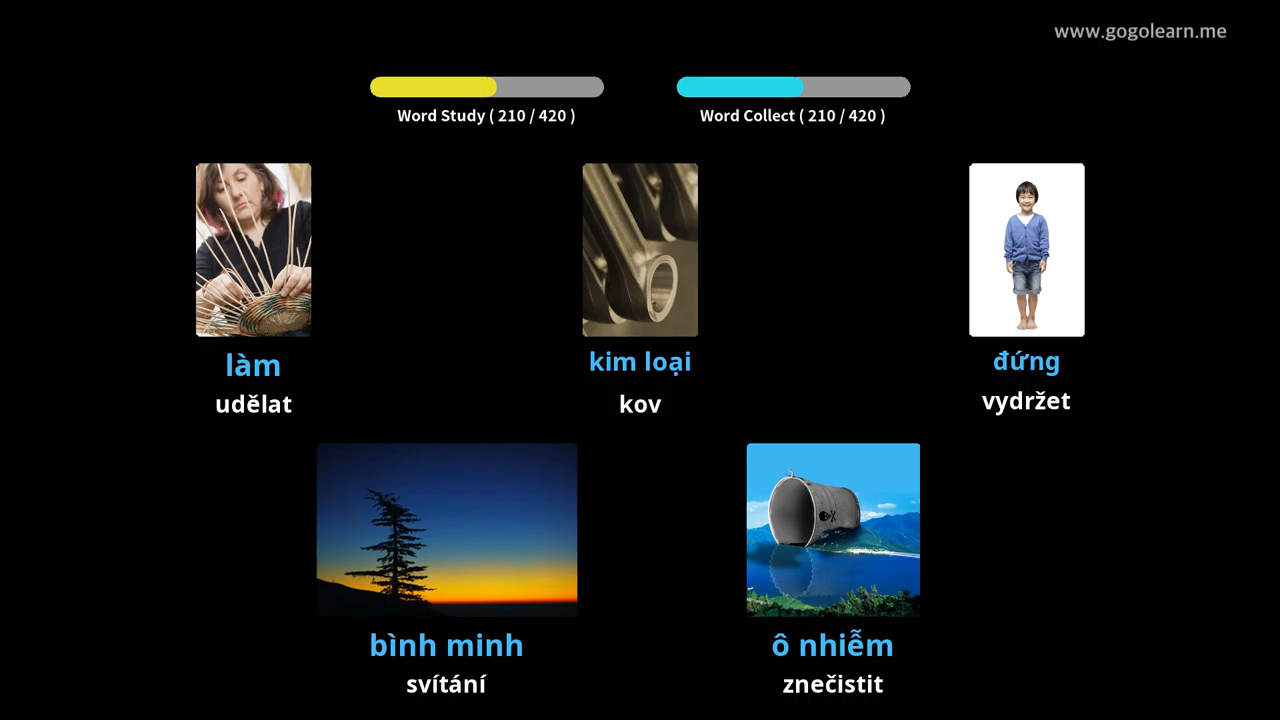 www.gogolearn.me
Word Study ( 210 / 420 )
Word Collect ( 210 / 420 )
làm
udělat
kim loại
kov
đứng
vydržet
bình minh
svítání
ô nhiễm
znečistit